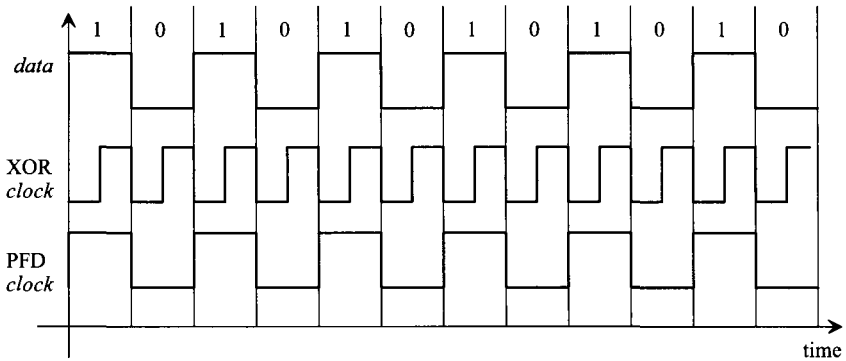 1 0 1 0 1 0 1 0 1 0 1 0
data
XOR
clock
PFD
clock
time